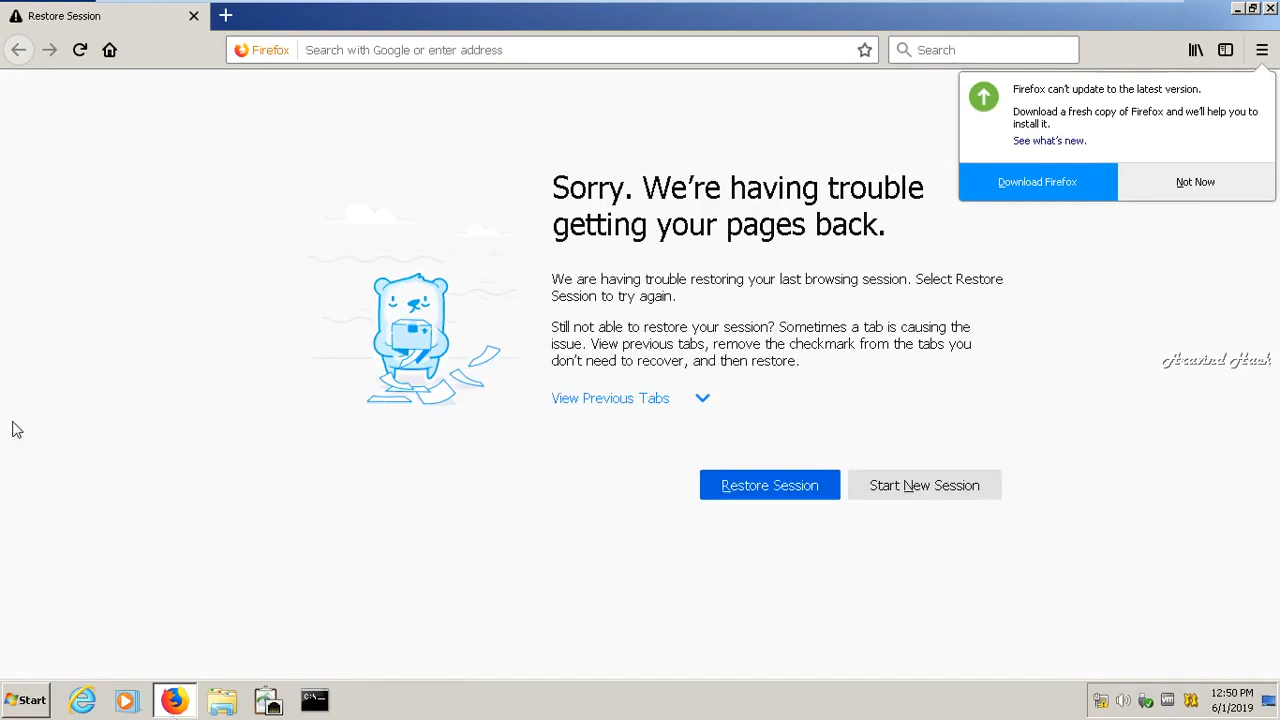 Restore Session
Firefox
Search with Google or enter address
Search
Firefox can't update to the latest version.
Download a fresh copy of Firefox and we'll help you to
install it.
See what's new.
Download Firefox
Not Now
Sorry. We're having trouble
getting your pages back.
We are having trouble restoring your last browsing session. Select Restore
Session to try again.
Still not able to restore your session? Sometimes a tab is causing the
issue. View previous tabs, remove the checkmark from the tabs you
don't need to recover, and then restore.
View Previous Tabs
Restore Session
Start New Session
Aravind Hack
Start
12:50 PM
6/1/2019